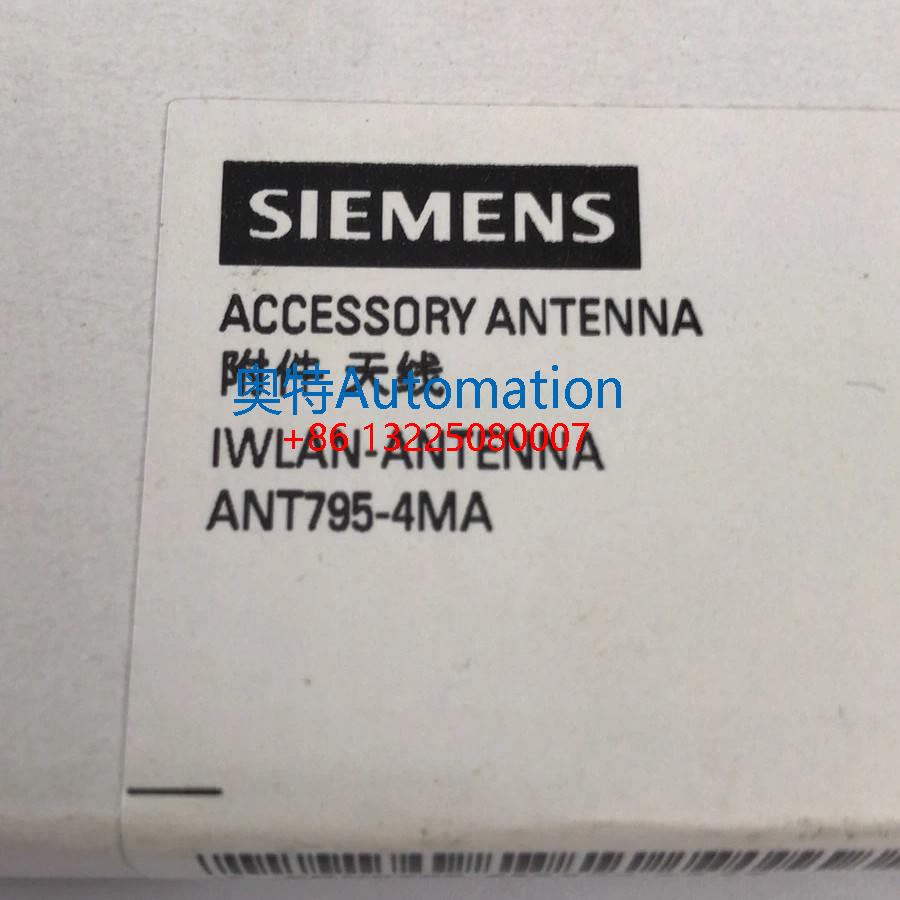 SIEMENS
ACCESSORY ANTENNA
附件 天线
奥特Automation
+86 13225080007
IWLAN-ANTENNA
ANT795-4MA